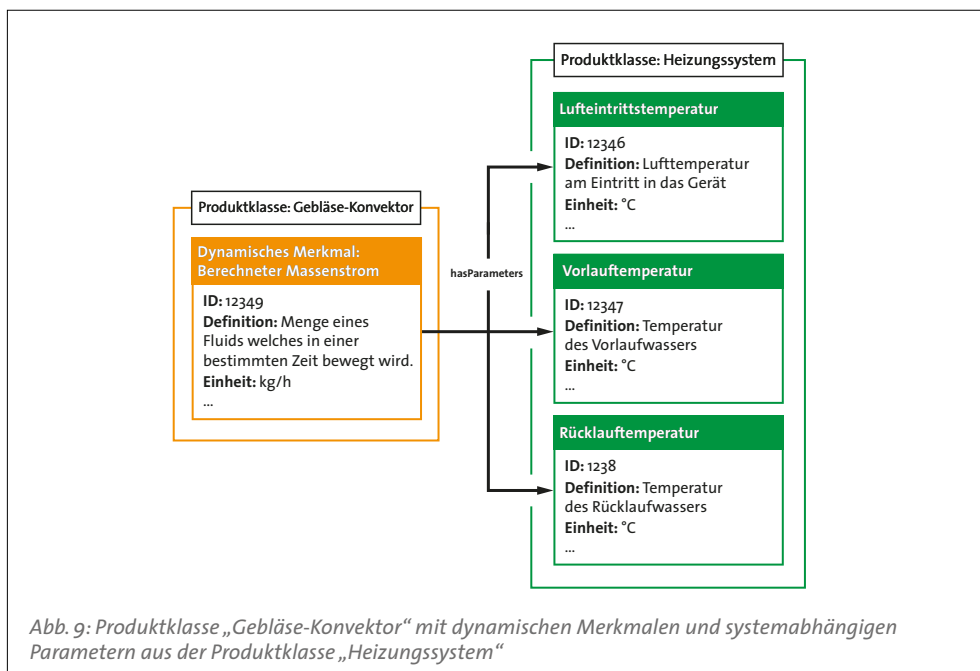 Produktklasse: Gebläse-Konvektor
Dynamisches Merkmal:
Berechneter Massenstrom
ID: 12349
Definition: Menge eines
Fluids welches in einer
bestimmten Zeit bewegt wird.
Einheit: kg/h
...
hasParameters
Produktklasse: Heizungssystem
Lufteintrittstemperatur
ID: 12346
Definition: Lufttemperatur
am Eintritt in das Gerät
Einheit: °C
...
Vorlauftemperatur
ID: 12347
Definition: Temperatur
des Vorlaufwassers
Einheit: °C
...
Rücklauftemperatur
ID: 1238
Definition: Temperatur
des Rücklaufwassers
Einheit: °C
...
Abb. 9: Produktklasse „Gebläse-Konvektor“ mit dynamischen Merkmalen und systemabhängigen
Parametern aus der Produktklasse „Heizungssystem“